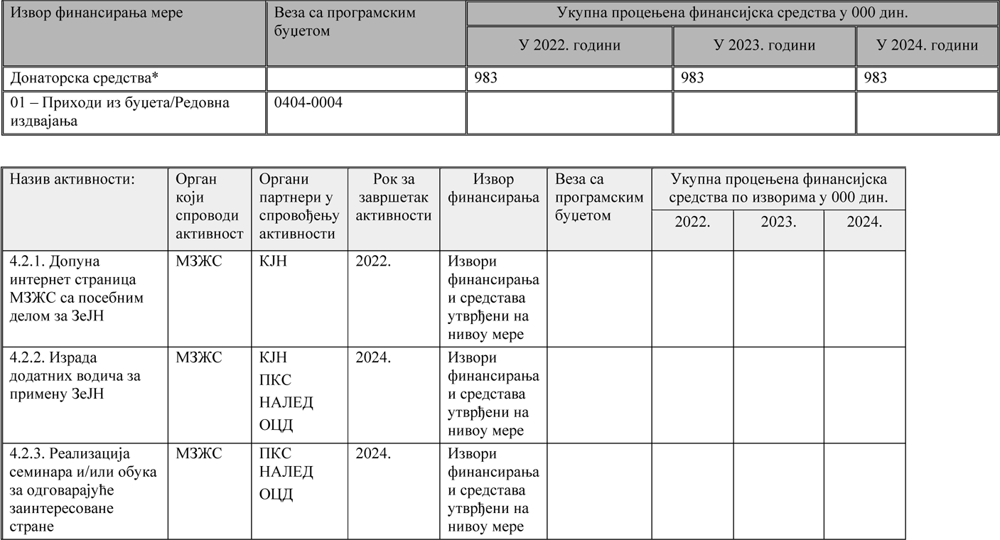 Извор финансирања мере
Веза са програмским
буџетом
Укупна процењена финансијска средства у 000 дин.
У 2022. години
У 2023. години
У 2024. години
Донаторска средства*
983
983
983
01 – Приходи из буџета/Редовна
издвајања
0404-0004
Назив активности:
Орган
који
спроводи
активност
Органи
партнери у
спровођењу
активности
Рок за
завршетак
активности
Извор
финансирања
Веза са
програмским
буџетом
Укупна процењена финансијска
средства по изворима у 000 дин.
2022.
2023.
2024.
4.2.1. Допуна
интернет страница
МЗЖС са посебним
делом за ЗеЈН
МЗЖС
КЈН
2022.
Извори
финансирања
и средстава
утврђени на
нивоу мере
4.2.2. Израда
додатних водича за
примену ЗеЈН
МЗЖС
КЈН
ПКС
НАЛЕД
ОЦД
2024.
Извори
финансирања
и средстава
утврђени на
нивоу мере
4.2.3. Реализација
семинара и/или обука
за одговарајуће
заинтересоване
стране
МЗЖС
ПКС
НАЛЕД
ОЦД
2024.
Извори
финансирања
и средстава
утврђени на
нивоу мере